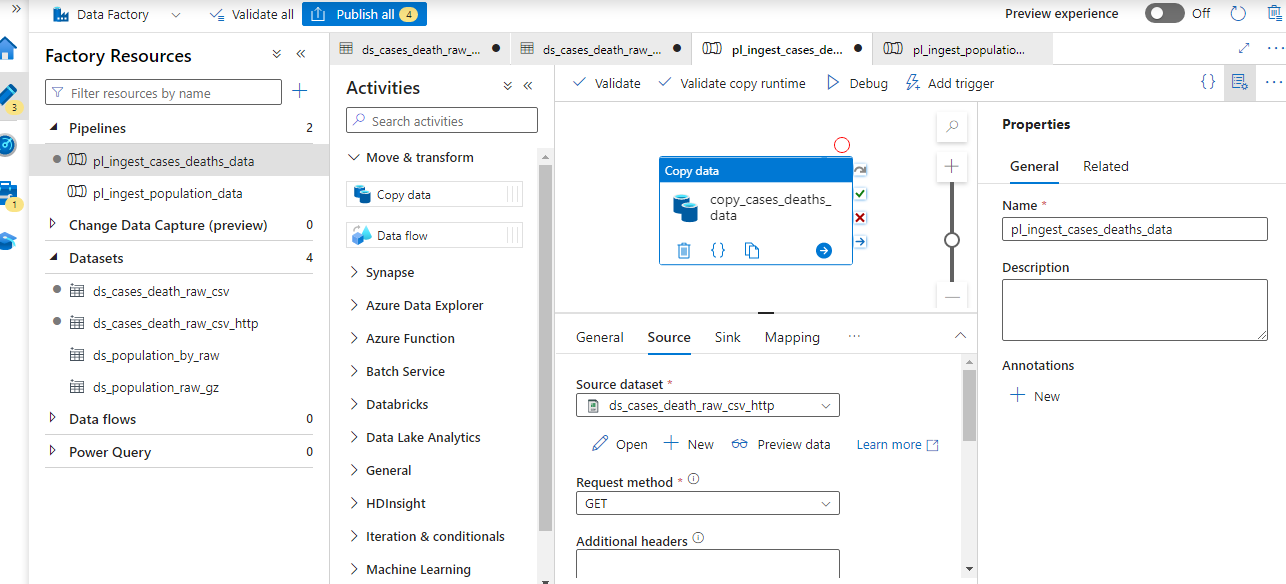 Data Factory
Validate all
Publish all 4
Preview experience
Off
3
1
Factory Resources
Filter resources by name
Pipelines 2
pl_ingest_cases_deaths_data
pl_ingest_population_data
Change Data Capture (preview) 0
Datasets 4
ds_cases_death_raw_csv
ds_cases_death_raw_csv_http
ds_population_by_raw
ds_population_raw_gz
Data flows 0
Power Query 0
ds_cases_death_raw_...
ds_cases_death_raw_...
pl_ingest_cases_de...
pl_ingest_populatio...
Activities
Search activities
Move & transform
Copy data
Data flow
Synapse
Azure Data Explorer
Azure Function
Batch Service
Databricks
Data Lake Analytics
General
HDInsight
Iteration & conditionals
Machine Learning
Validate
Validate copy runtime
Debug
Add trigger
{}
Copy data
copy_cases_deaths_
data
{}
General
Source
Sink
Mapping
...
Source dataset *
ds_cases_death_raw_csv_http
Open
New
Preview data
Learn more
Request method *
GET
Additional headers
Properties
General
Related
Name *
pl_ingest_cases_deaths_data
Description
Annotations
New